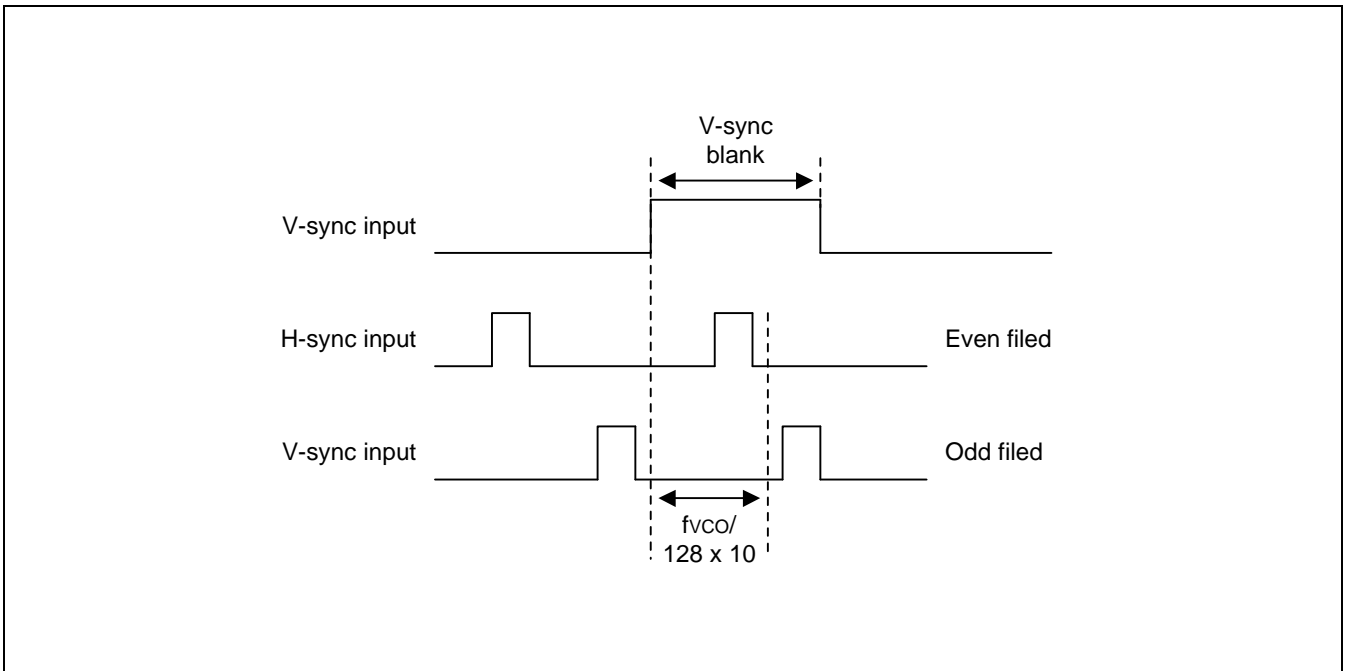 V-sync
blank
V-sync input
H-sync input
Even filed
V-sync input
Odd filed
fVCO/
128 x 10